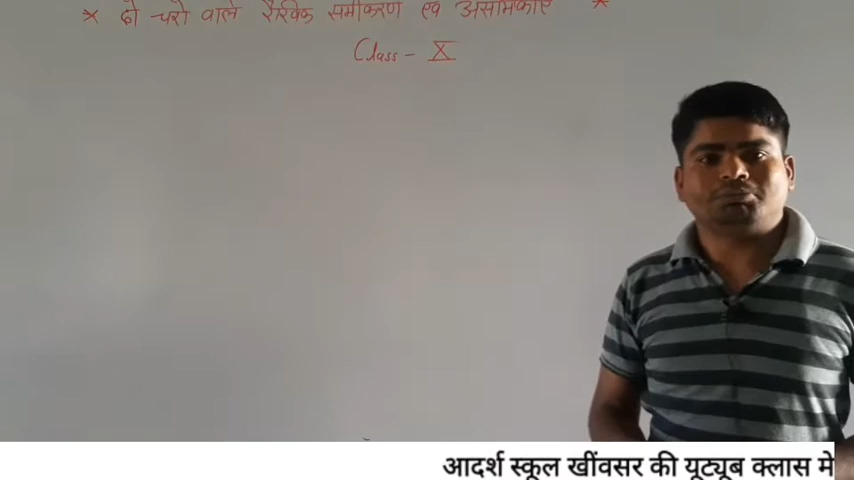 * दो चरों वाले रैखिक समीकरण एवं असमिकाएँ *
Class - X
आदर्श स्कूल खींवसर की यूट्यूब क्लास मे